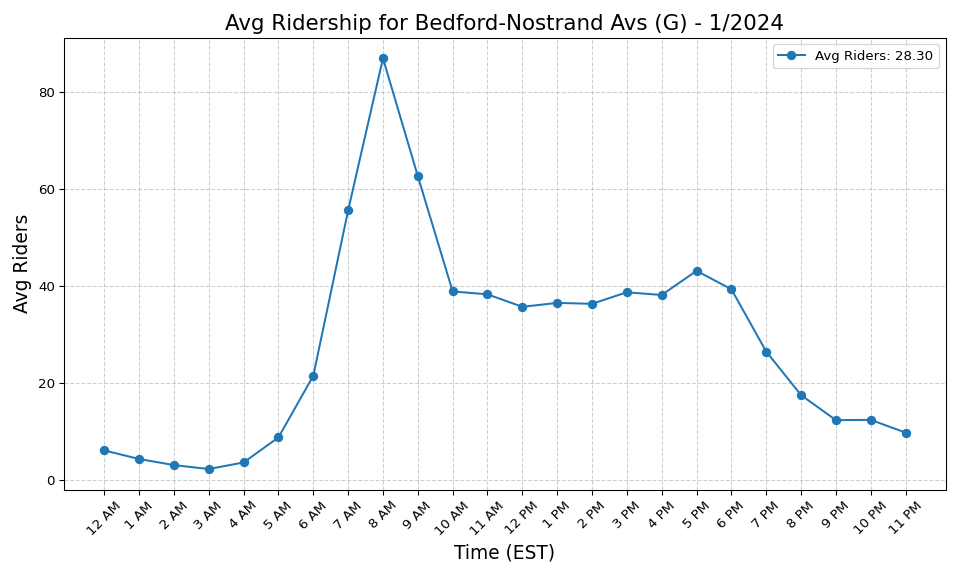 Avg Ridership for Bedford-Nostrand Avs (G) - 1/2024
Avg Riders: 28.30
Avg Riders
80
60
40
20
0
12 AM
1 AM
2 AM
3 AM
4 AM
5 AM
6 AM
7 AM
8 AM
9 AM
10 AM
11 AM
12 PM
1 PM
2 PM
3 PM
4 PM
5 PM
6 PM
7 PM
8 PM
9 PM
10 PM
11 PM
Time (EST)